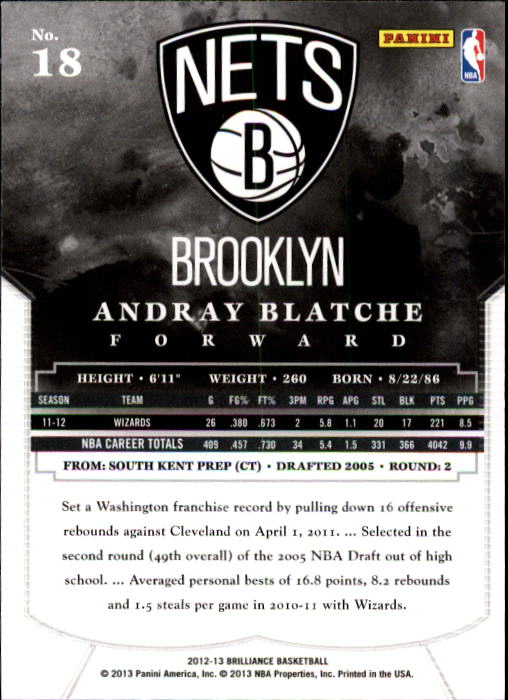 No.
18
PANINI
NBA
NETS
B
BROOKLYN
ANDRAY BLATCHE
FORWARD
HEIGHT • 6'11" WEIGHT • 260 BORN • 8/22/86
SEASON TEAM G FG% FT% 3PM RPG APG STL BLK PTS PPG
11-12 WIZARDS 26 .380 .673 2 5.8 1.1 20 17 221 8.5
NBA CAREER TOTALS 409 .457 .730 34 5.4 1.5 331 366 4042 9.9
FROM: SOUTH KENT PREP (CT) • DRAFTED 2005 • ROUND: 2
Set a Washington franchise record by pulling down 16 offensive
rebounds against Cleveland on April 1, 2011. ... Selected in the
second round (49th overall) of the 2005 NBA Draft out of high
school. ... Averaged personal bests of 16.8 points, 8.2 rebounds
and 1.5 steals per game in 2010-11 with Wizards.
2012-13 BRILLIANCE BASKETBALL
© 2013 Panini America, Inc. © 2013 NBA Properties, Inc. Printed in the USA.